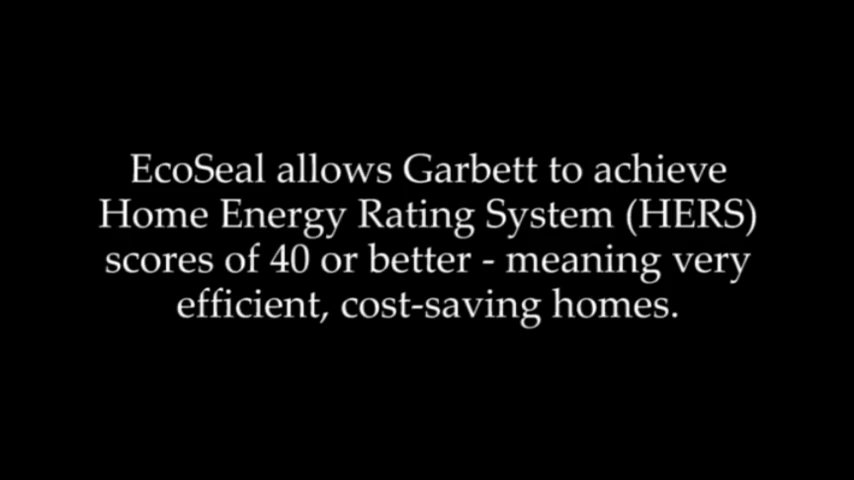 EcoSeal allows Garbett to achieve
Home Energy Rating System (HERS)
scores of 40 or better - meaning very
efficient, cost-saving homes.